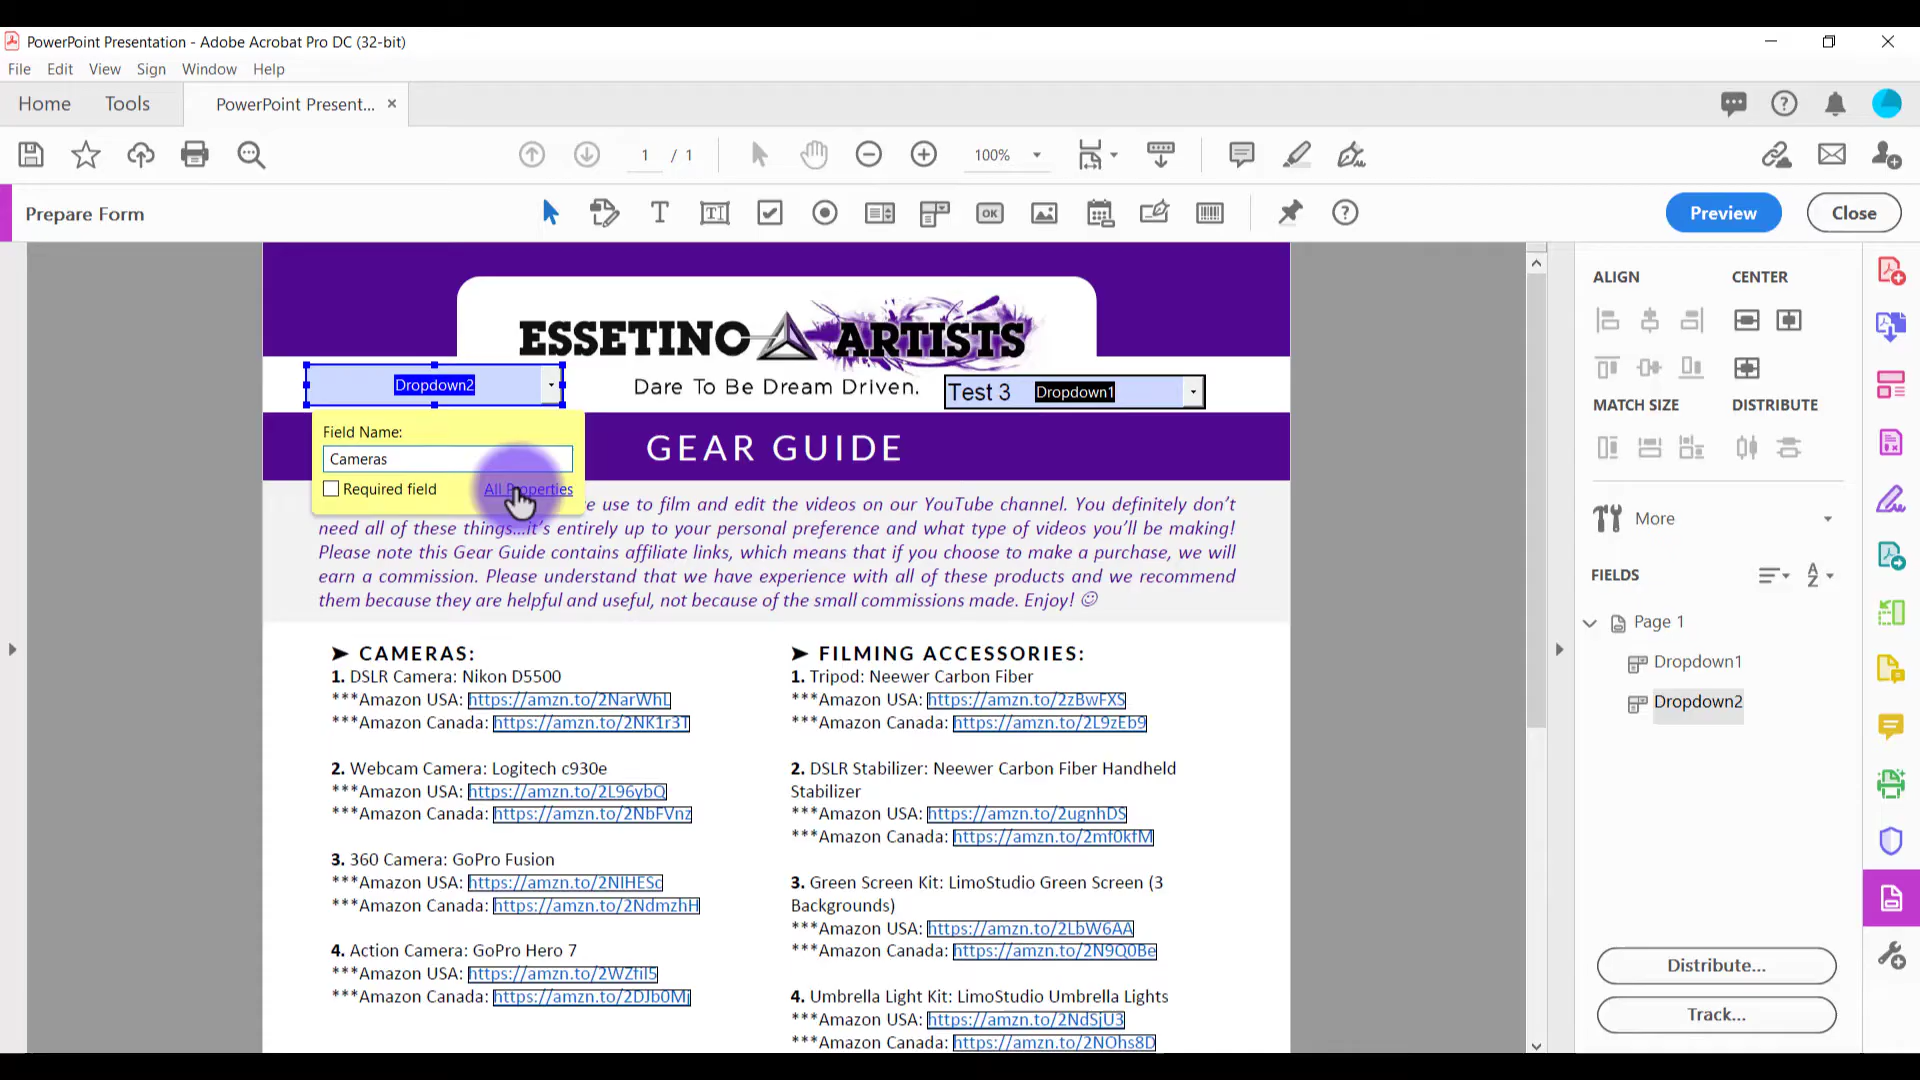 PowerPoint Presentation - Adobe Acrobat Pro DC (32-bit)
File Edit View Sign Window Help
Home Tools PowerPoint Present... ×
1 / 1 100%
Prepare Form
T
OK
Preview Close
ESSETINO ARTISTS
Dare To Be Dream Driven.
Dropdown2
Test 3 Dropdown1
GEAR GUIDE
Field Name:
Cameras
Required field All Properties
e use to film and edit the videos on our YouTube channel. You definitely don't
need all of these things...it's entirely up to your personal preference and what type of videos you'll be making!
Please note this Gear Guide contains affiliate links, which means that if you choose to make a purchase, we will
earn a commission. Please understand that we have experience with all of these products and we recommend
them because they are helpful and useful, not because of the small commissions made. Enjoy! ☺
➤ CAMERAS:
1. DSLR Camera: Nikon D5500
***Amazon USA: https://amzn.to/2NarWhL
***Amazon Canada: https://amzn.to/2NK1r3T
2. Webcam Camera: Logitech c930e
***Amazon USA: https://amzn.to/2L96ybQ
***Amazon Canada: https://amzn.to/2NbFVnz
3. 360 Camera: GoPro Fusion
***Amazon USA: https://amzn.to/2NIHESc
***Amazon Canada: https://amzn.to/2NdmzhH
4. Action Camera: GoPro Hero 7
***Amazon USA: https://amzn.to/2WZfiI5
***Amazon Canada: https://amzn.to/2DJb0Mj
➤ FILMING ACCESSORIES:
1. Tripod: Neewer Carbon Fiber
***Amazon USA: https://amzn.to/2zBwFXS
***Amazon Canada: https://amzn.to/2L9zEb9
2. DSLR Stabilizer: Neewer Carbon Fiber Handheld
Stabilizer
***Amazon USA: https://amzn.to/2ugnhDS
***Amazon Canada: https://amzn.to/2mf0kfM
3. Green Screen Kit: LimoStudio Green Screen (3
Backgrounds)
***Amazon USA: https://amzn.to/2LbW6AA
***Amazon Canada: https://amzn.to/2N9Q0Be
4. Umbrella Light Kit: LimoStudio Umbrella Lights
***Amazon USA: https://amzn.to/2NdSjU3
***Amazon Canada: https://amzn.to/2NOhs8D
ALIGN CENTER
MATCH SIZE DISTRIBUTE
More
FIELDS
Page 1
Dropdown1
Dropdown2
Distribute...
Track...